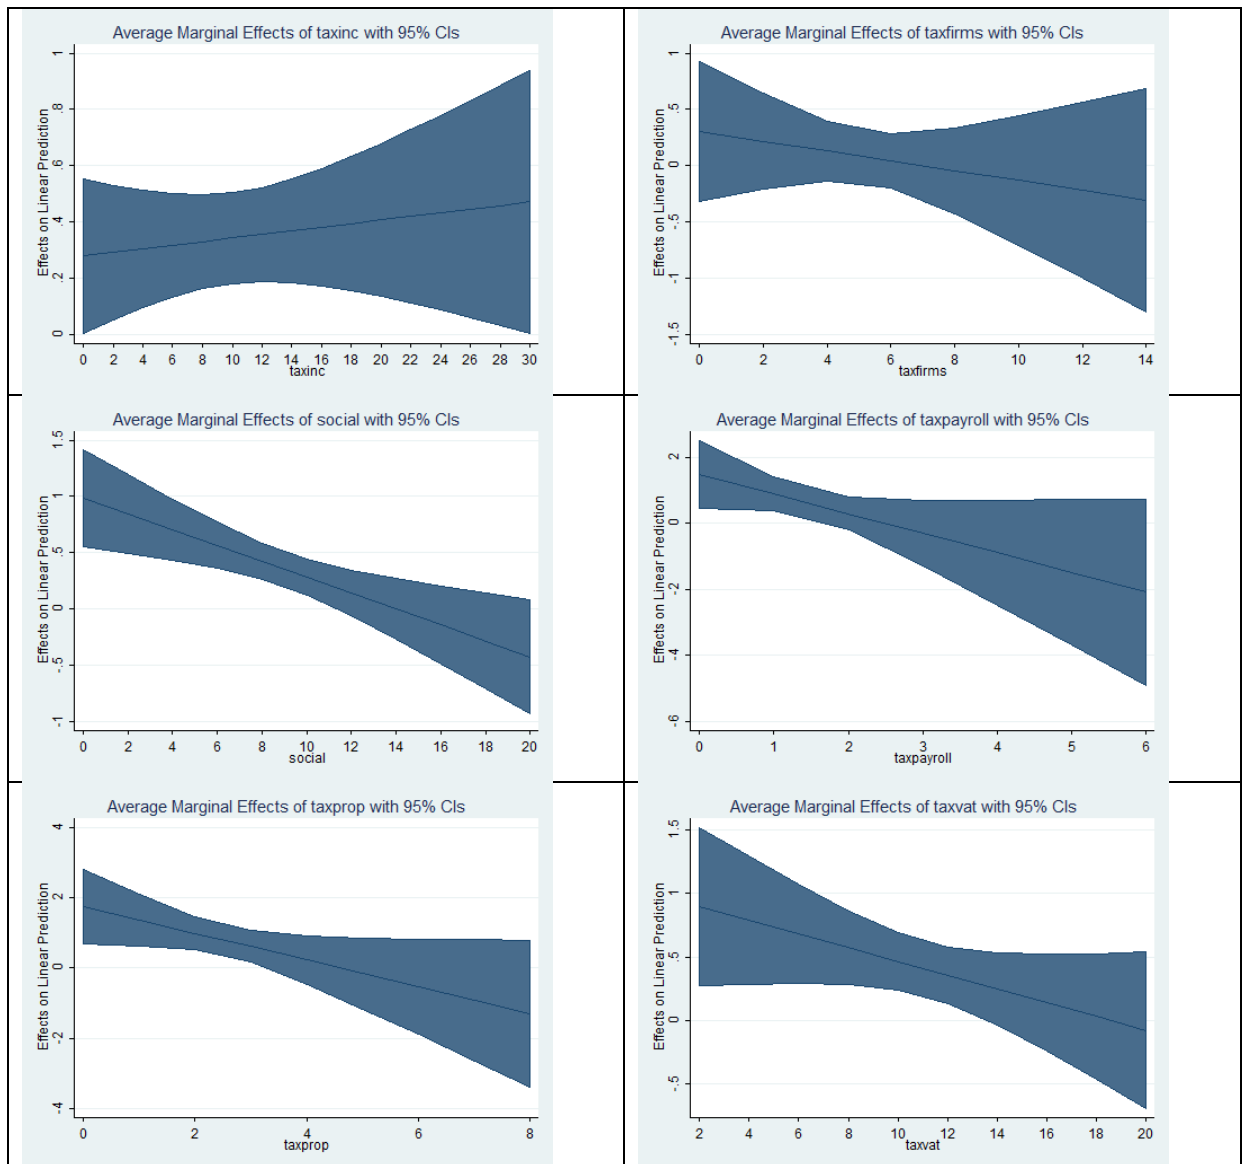 Average Marginal Effects of taxinc with 95% CIs
Effects on Linear Prediction
1
.8
.6
.4
.2
0
0 2 4 6 8 10 12 14 16 18 20 22 24 26 28 30
taxinc
Average Marginal Effects of taxfirms with 95% CIs
Effects on Linear Prediction
1
.5
0
-.5
-1
-1.5
0 2 4 6 8 10 12 14
taxfirms
Average Marginal Effects of social with 95% CIs
Effects on Linear Prediction
1.5
1
.5
0
-.5
-1
0 2 4 6 8 10 12 14 16 18 20
social
Average Marginal Effects of taxpayroll with 95% CIs
Effects on Linear Prediction
2
0
-2
-4
-6
0 1 2 3 4 5 6
taxpayroll
Average Marginal Effects of taxprop with 95% CIs
Effects on Linear Prediction
4
2
0
-2
-4
0 2 4 6 8
taxprop
Average Marginal Effects of taxvat with 95% CIs
Effects on Linear Prediction
1.5
1
.5
0
-.5
2 4 6 8 10 12 14 16 18 20
taxvat